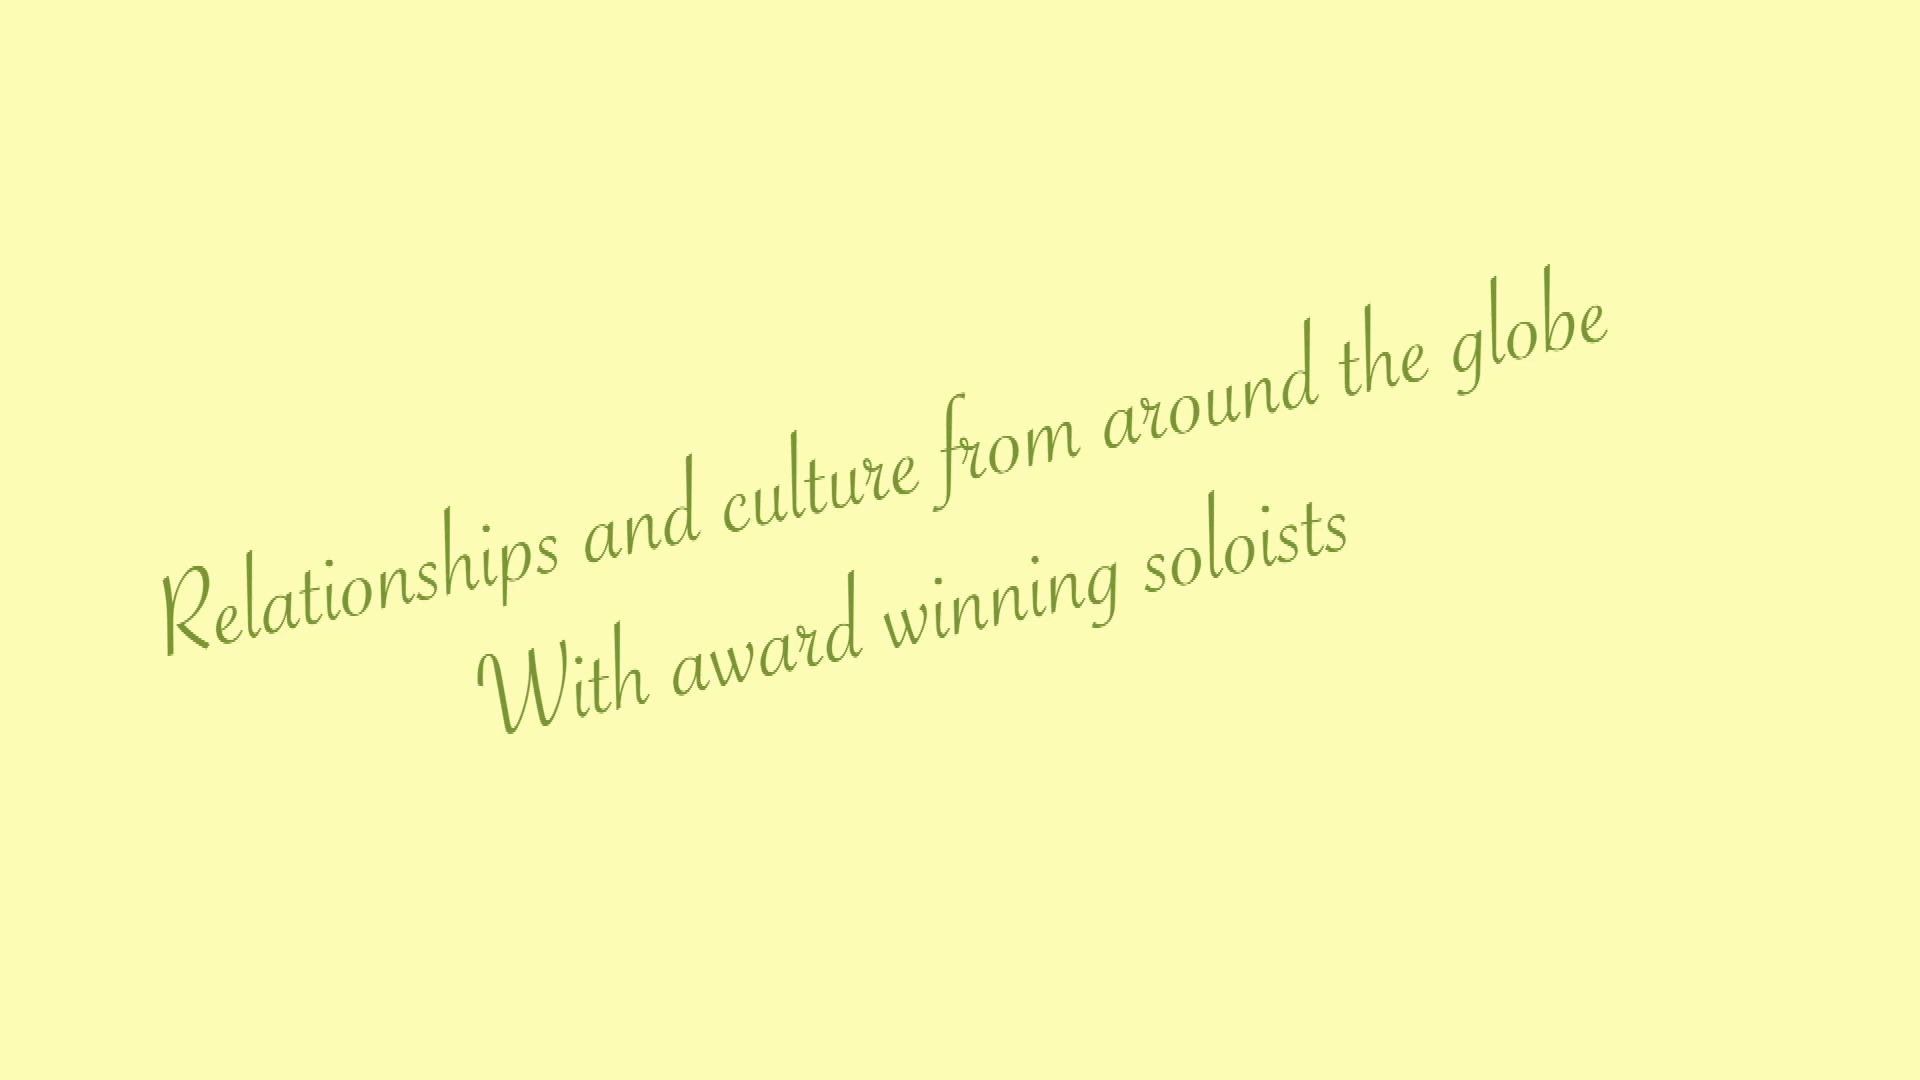 Relationships and culture from around the globe
With award winning soloists